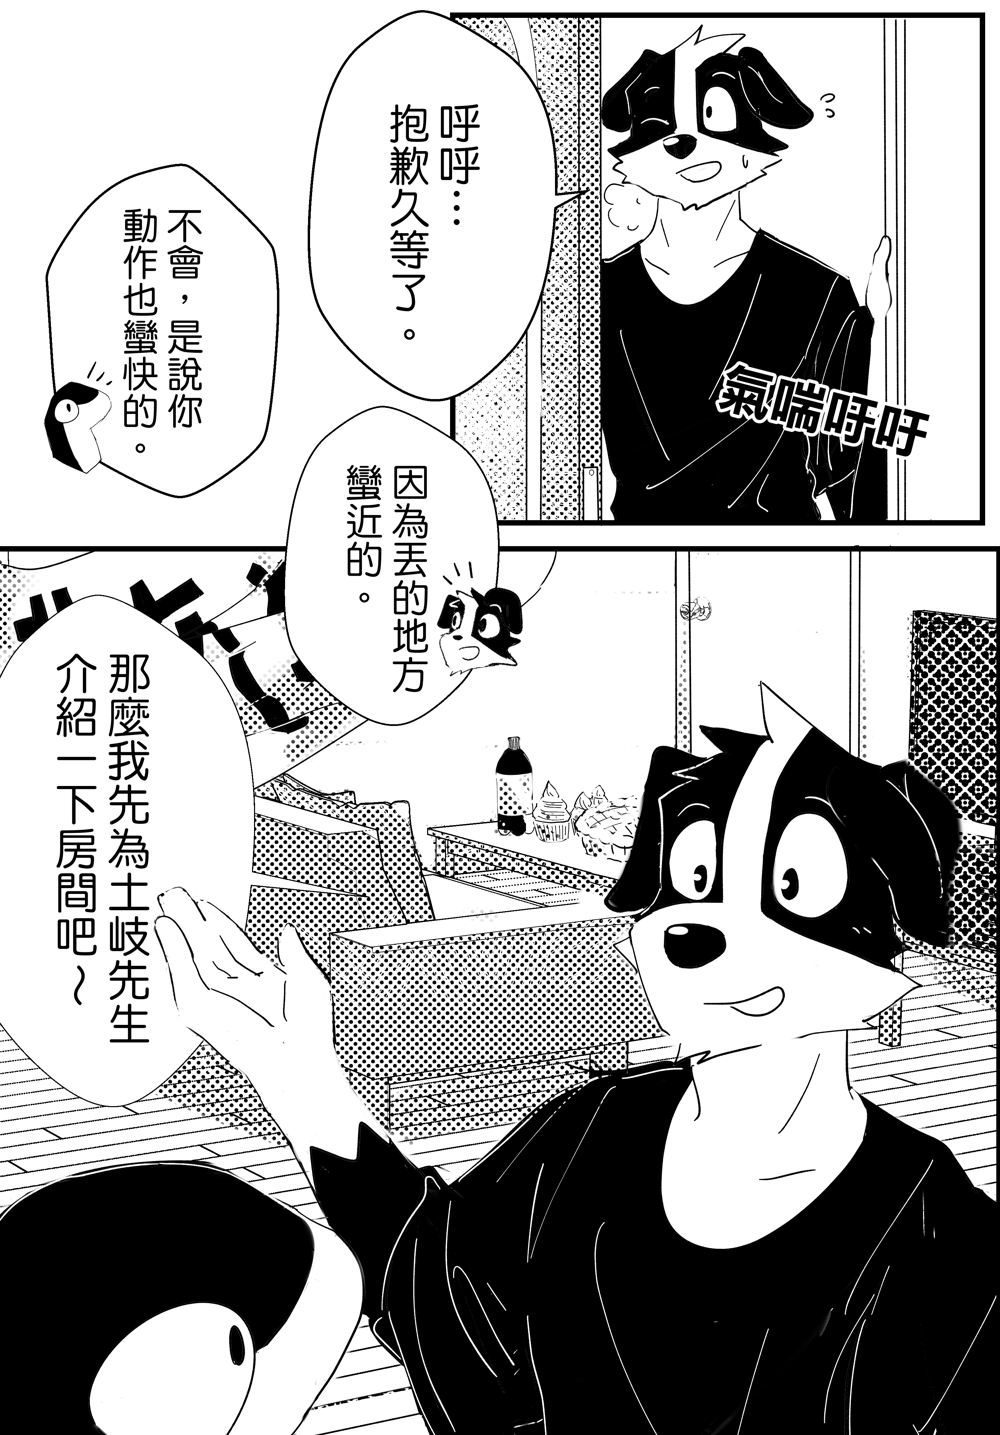 呼呼…
抱歉久等了。
氣喘吁吁
不會，是說你
動作也蠻快的。
因為丟的地方
蠻近的。
那麼我先為土岐先生
介紹一下房間吧～